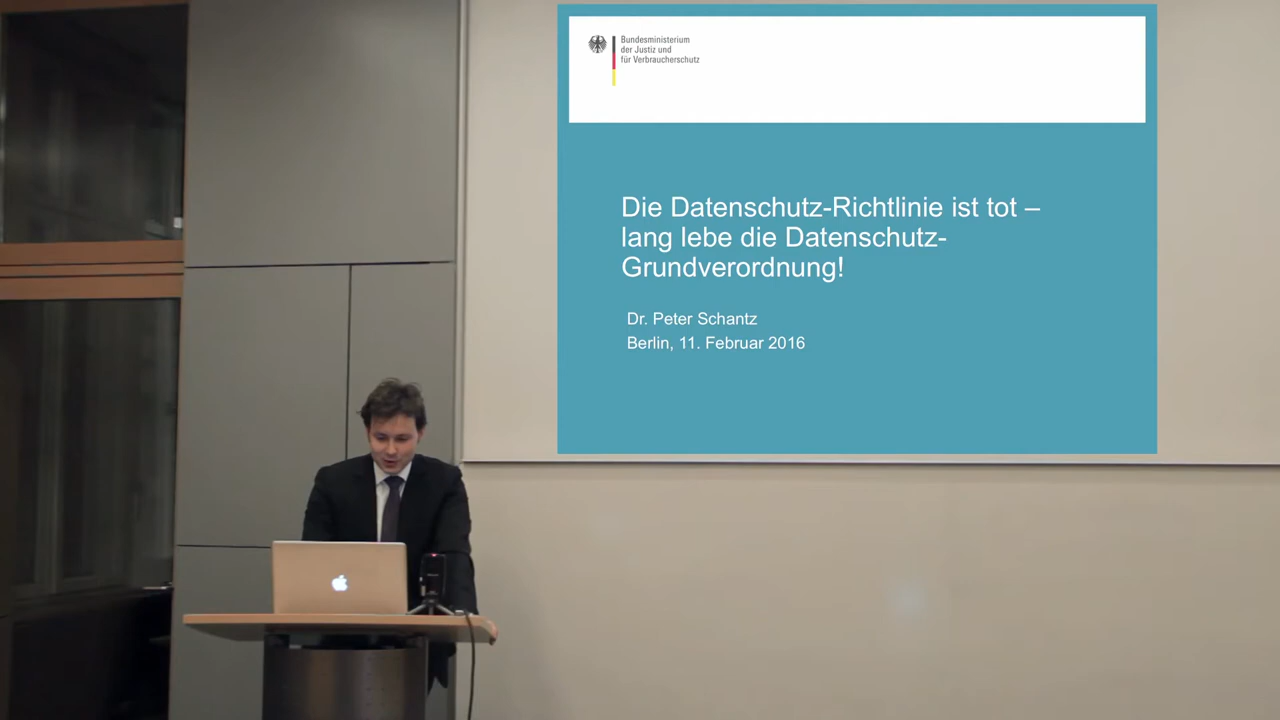 Bundesministerium
der Justiz und
für Verbraucherschutz
Die Datenschutz-Richtlinie ist tot –
lang lebe die Datenschutz-
Grundverordnung!
Dr. Peter Schantz
Berlin, 11. Februar 2016